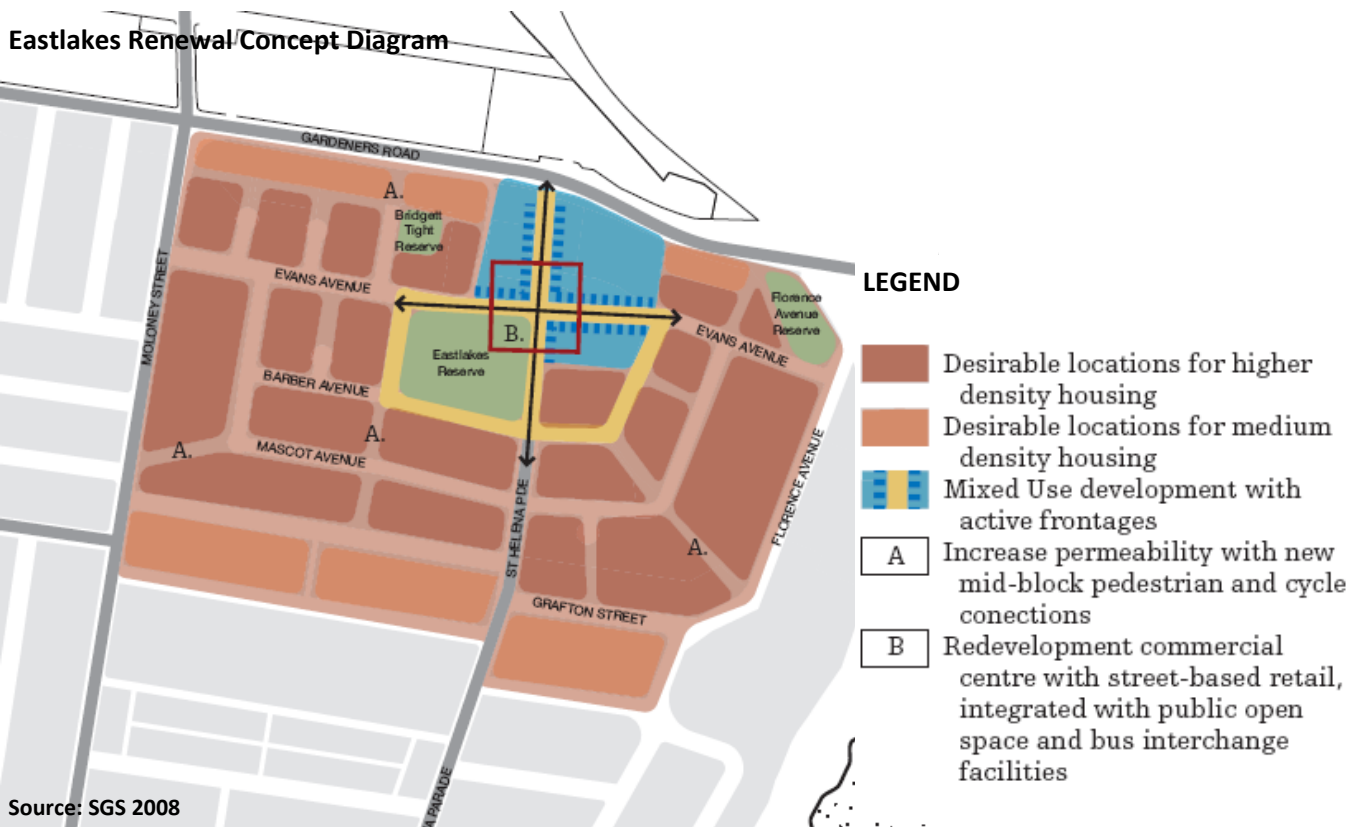 Eastlakes Renewal Concept Diagram
GARDENERS ROAD
A.
Bridgett
Tight
Reserve
MOLONEY STREET
EVANS AVENUE
Florence
Avenue
Reserve
B.
EVANS AVENUE
Eastlakes
Reserve
BARBER AVENUE
A.
A.
MASCOT AVENUE
FLORENCE AVENUE
ST HELENA PDE
A.
GRAFTON STREET
A PARADE
Source: SGS 2008
LEGEND
Desirable locations for higher
density housing
Desirable locations for medium
density housing
Mixed Use development with
active frontages
A
Increase permeability with new
mid-block pedestrian and cycle
conections
B
Redevelopment commercial
centre with street-based retail,
integrated with public open
space and bus interchange
facilities